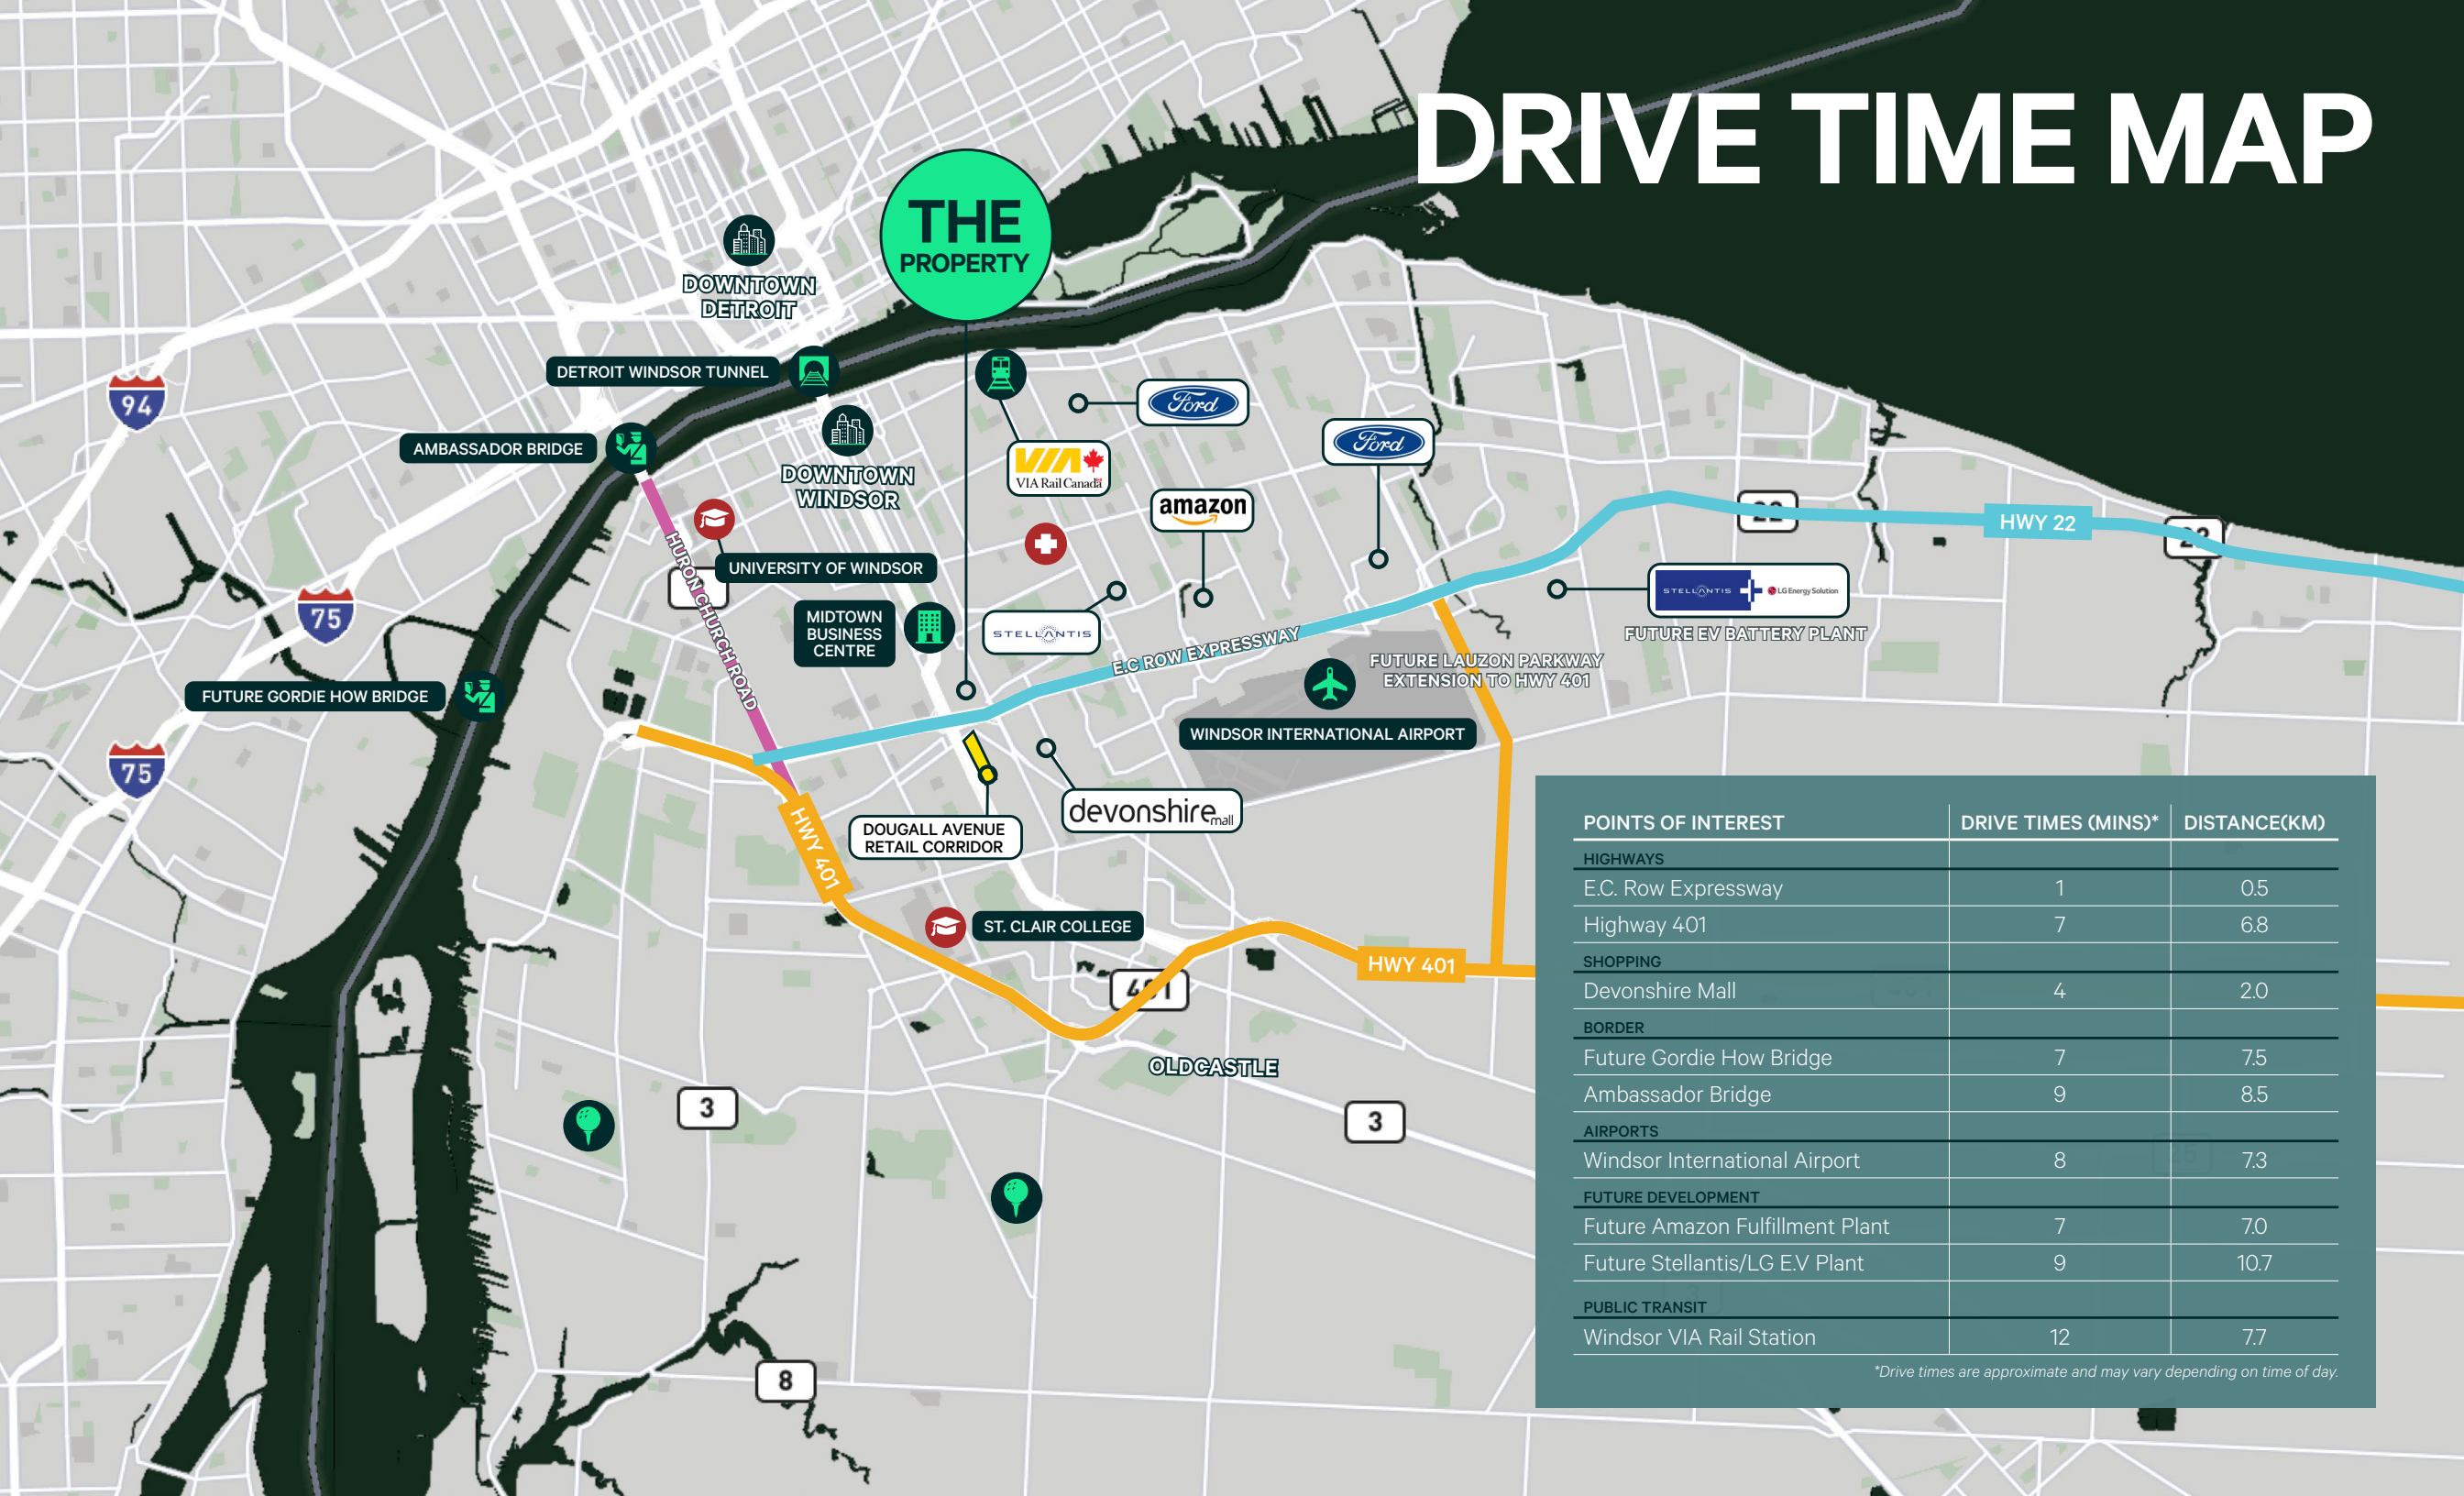 DRIVE TIME MAP
THE
PROPERTY
DOWNTOWN
DETROIT
DETROIT WINDSOR TUNNEL
94
AMBASSADOR BRIDGE
DOWNTOWN
WINDSOR
Ford
Ford
VIA
VIA Rail Canada
amazon
22
HWY 22
22
HURON CHURCH ROAD
UNIVERSITY OF WINDSOR
75
MIDTOWN
BUSINESS
CENTRE
STELLANTIS
STELLANTIS
LG Energy Solution
FUTURE EV BATTERY PLANT
E.C ROW EXPRESSWAY
FUTURE LAUZON PARKWAY
EXTENSION TO HWY 401
FUTURE GORDIE HOW BRIDGE
WINDSOR INTERNATIONAL AIRPORT
75
devonshire
mall
DOUGALL AVENUE
RETAIL CORRIDOR
HWY 401
ST. CLAIR COLLEGE
HWY 401
401
OLDCASTLE
3
3
8
POINTS OF INTEREST DRIVE TIMES (MINS)* DISTANCE(KM)
HIGHWAYS
E.C. Row Expressway 1 0.5
Highway 401 7 6.8
SHOPPING
Devonshire Mall 4 2.0
BORDER
Future Gordie How Bridge 7 7.5
Ambassador Bridge 9 8.5
AIRPORTS
Windsor International Airport 8 7.3
FUTURE DEVELOPMENT
Future Amazon Fulfillment Plant 7 7.0
Future Stellantis/LG E.V Plant 9 10.7
PUBLIC TRANSIT
Windsor VIA Rail Station 12 7.7
*Drive times are approximate and may vary depending on time of day.